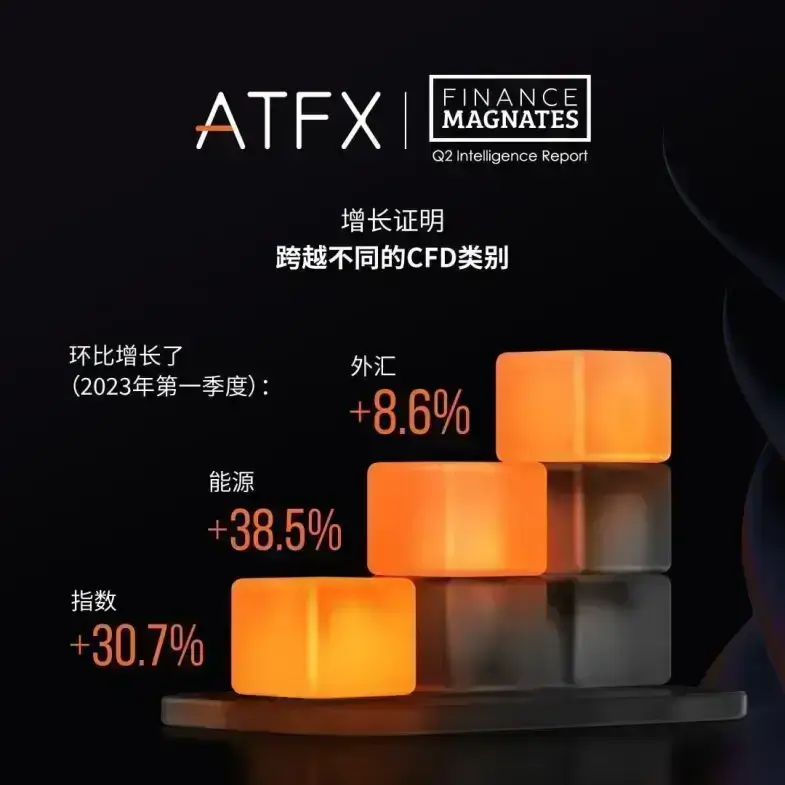 ATFX
FINANCE
MAGNATES
Q2 Intelligence Report
增长证明
跨越不同的CFD类别
环比增长了
（2023年第一季度）：
外汇
+8.6%
能源
+38.5%
指数
+30.7%